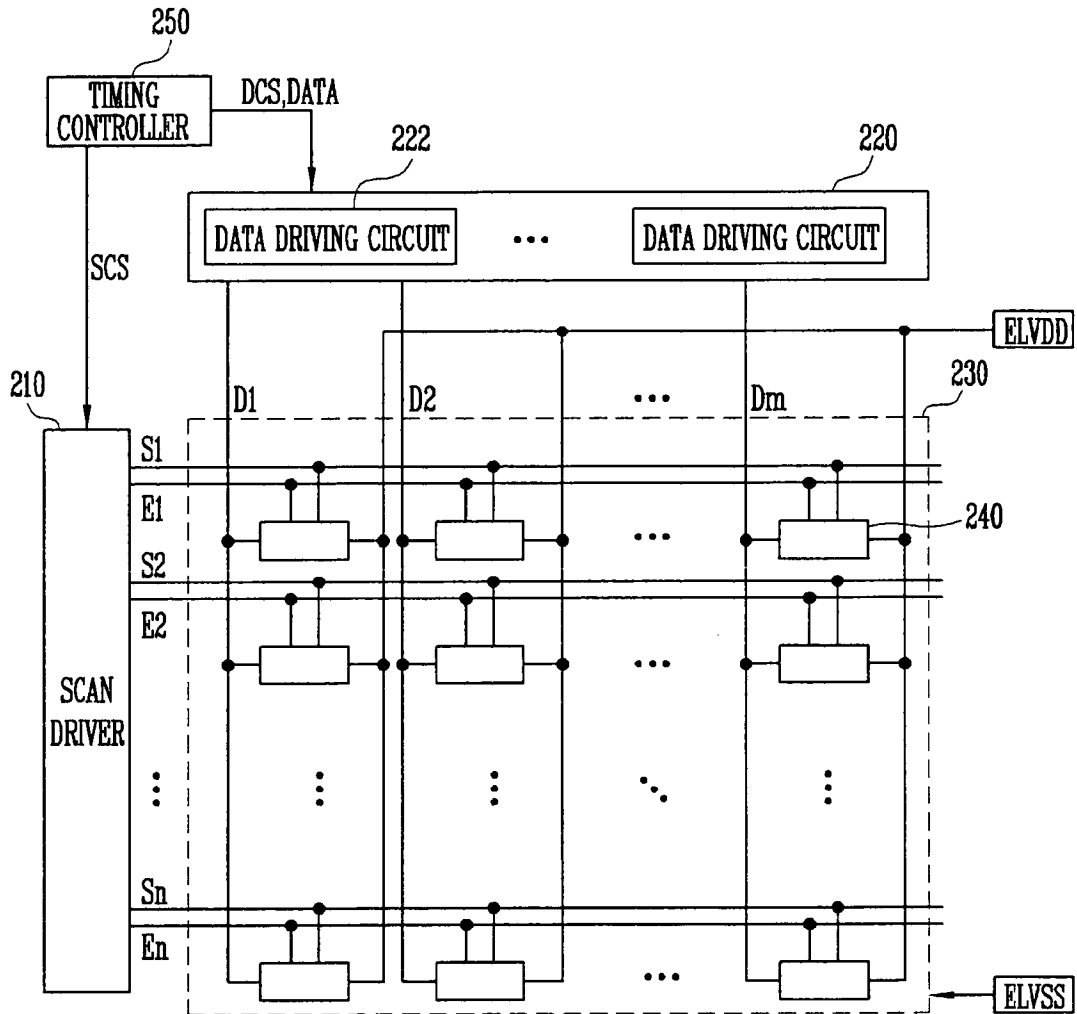 250
TIMING
CONTROLLER
DCS,DATA
222
220
DATA DRIVING CIRCUIT
...
DATA DRIVING CIRCUIT
SCS
ELVDD
210
D1
D2
...
Dm
230
S1
E1
...
240
S2
E2
...
SCAN
DRIVER
Sn
En
...
ELVSS